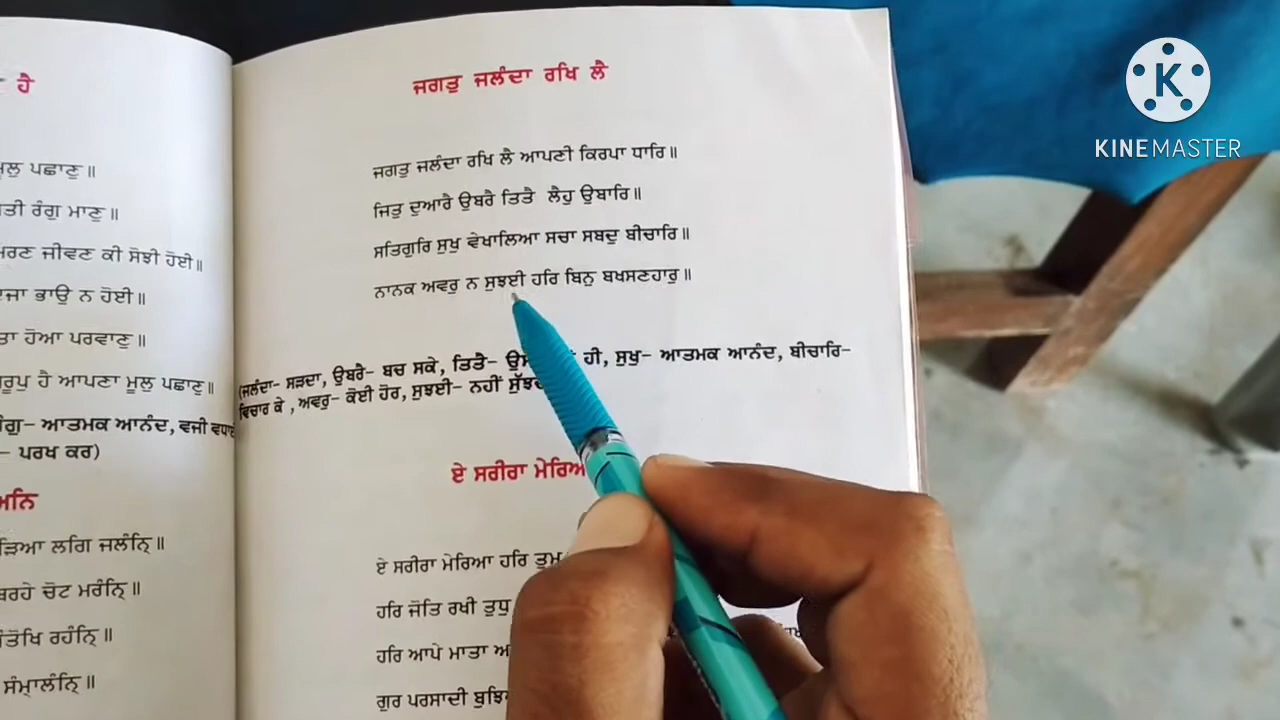 ਹੈ
ਪਛਾਣੁ॥
ਰੰਗੁ ਮਾਣੁ॥
ਜੀਵਣ ਕੀ ਸੋਝੀ ਹੋਈ॥
ਭਾਉ ਨ ਹੋਈ॥
ਹੋਆ ਪਰਵਾਣੁ॥
ਹੈ ਆਪਣਾ ਮੂਲੁ ਪਛਾਣੁ॥
ਆਤਮਕ ਆਨੰਦ, ਵਜੀ
– ਪਰਖ ਕਰ)
ਲਗਿ ਜਲੰਨਿ੍॥
ਚੋਟ ਮਰੰਨਿ੍॥
ਰਹੰਨਿ੍॥
ਸੰਮ੍ਾਲੰਨਿ੍॥
ਜਗਤੁ ਜਲੰਦਾ ਰਖਿ ਲੈ
ਜਗਤੁ ਜਲੰਦਾ ਰਖਿ ਲੈ ਆਪਣੀ ਕਿਰਪਾ ਧਾਰਿ॥
ਜਿਤੁ ਦੁਆਰੈ ਉਬਰੈ ਤਿਤੈ ਲੈਹੁ ਉਬਾਰਿ॥
ਸਤਿਗੁਰਿ ਸੁਖੁ ਵੇਖਾਲਿਆ ਸਚਾ ਸਬਦੁ ਬੀਚਾਰਿ॥
ਨਾਨਕ ਅਵਰੁ ਨ ਸੁਝਈ ਹਰਿ ਬਿਨੁ ਬਖਸਣਹਾਰੁ॥
(ਜਲੰਦਾ– ਸੜਦਾ, ਉਬਰੈ– ਬਚ ਸਕੇ, ਤਿਤੈ– ਹੀ, ਸੁਖੁ– ਆਤਮਕ ਆਨੰਦ, ਬੀਚਾਰਿ–
ਵਿਚਾਰ ਕੇ , ਅਵਰੁ– ਕੋਈ ਹੋਰ, ਸੁਝਈ– ਨਹੀਂ
ਏ ਸਰੀਰਾ
ਏ ਸਰੀਰਾ ਮੇਰਿਆ ਹਰਿ
ਹਰਿ ਜੋਤਿ ਰਖੀ ਤੁਧੁ
ਹਰਿ ਆਪੇ ਮਾਤਾ
ਗੁਰ ਪਰਸਾਦੀ
K
KINEMASTER